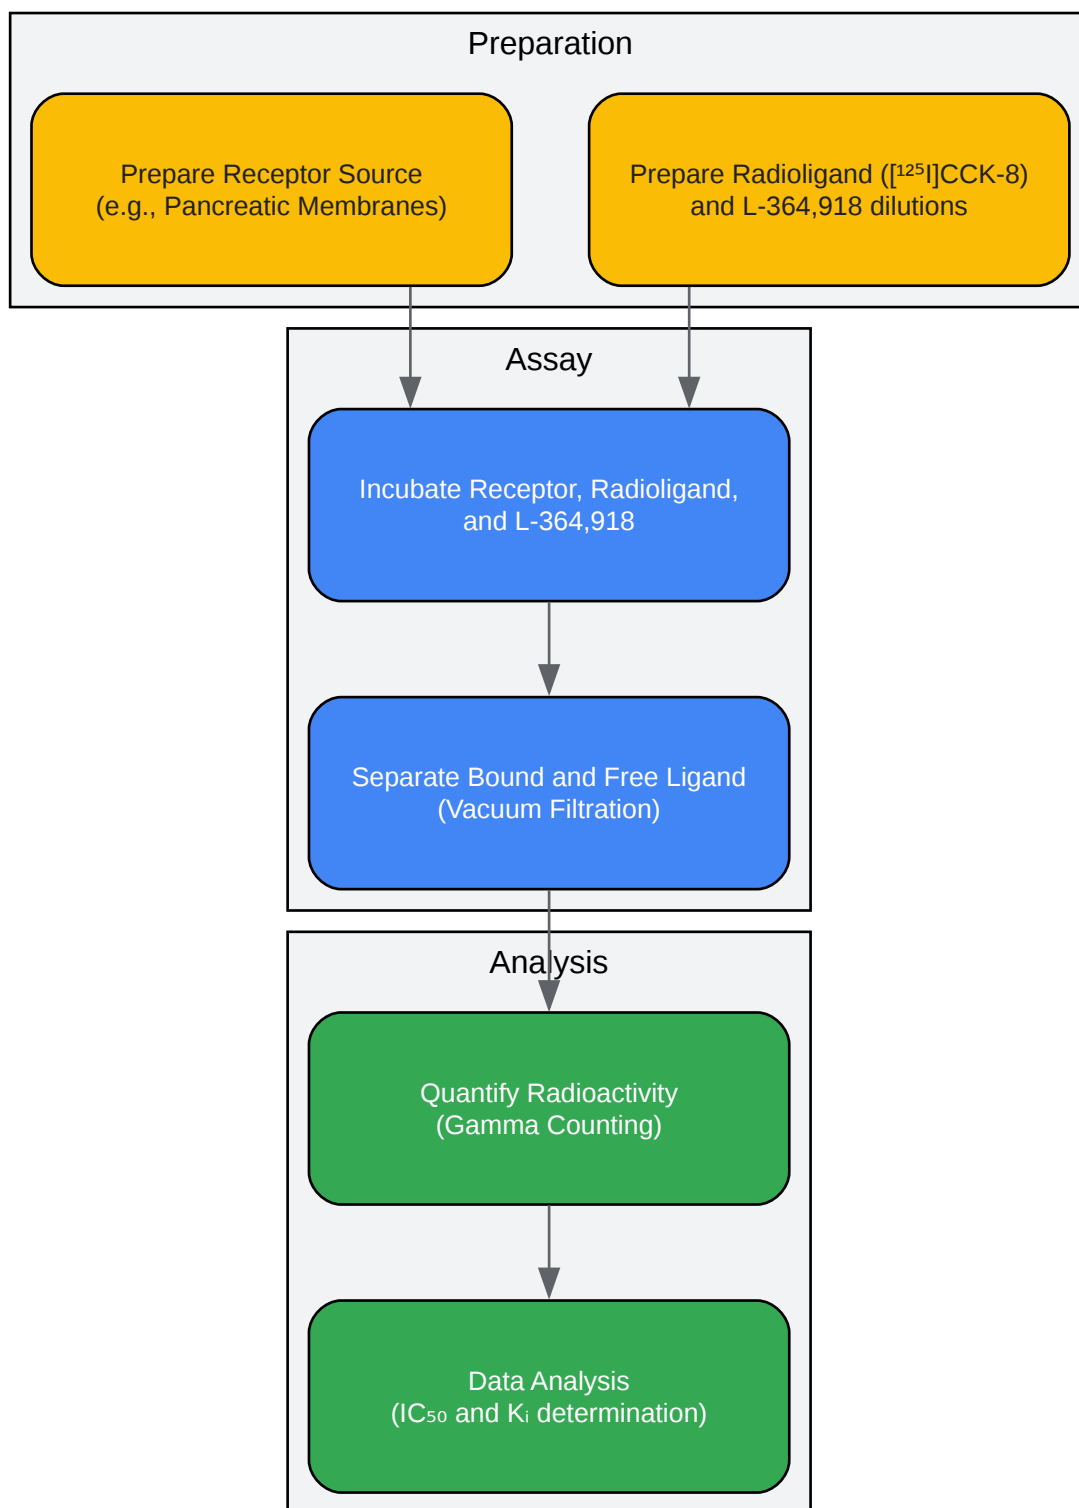 Preparation
Prepare Receptor Source
(e.g., Pancreatic Membranes)
Prepare Radioligand ([¹²⁵I]CCK-8)
and L-364,918 dilutions
Assay
Incubate Receptor, Radioligand,
and L-364,918
Separate Bound and Free Ligand
(Vacuum Filtration)
Analysis
Quantify Radioactivity
(Gamma Counting)
Data Analysis
(IC₅₀ and Kᵢ determination)